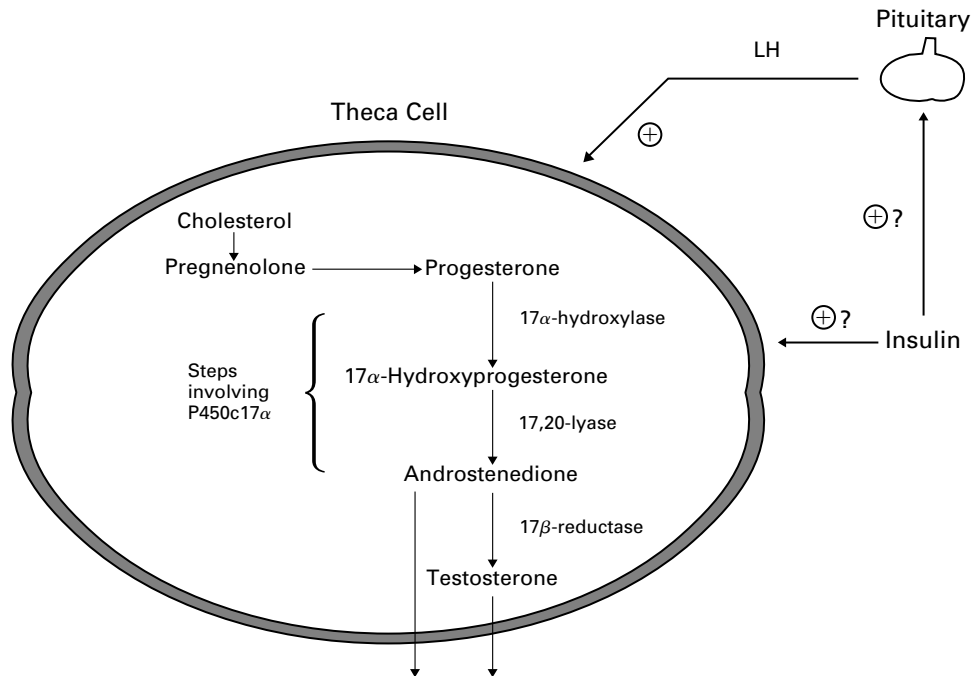 Pituitary
LH
Theca Cell
⊕
Cholesterol
⊕?
Pregnenolone
Progesterone
17α-hydroxylase
⊕?
Insulin
Steps
involving
P450c17α
17α-Hydroxyprogesterone
17,20-lyase
Androstenedione
17β-reductase
Testosterone